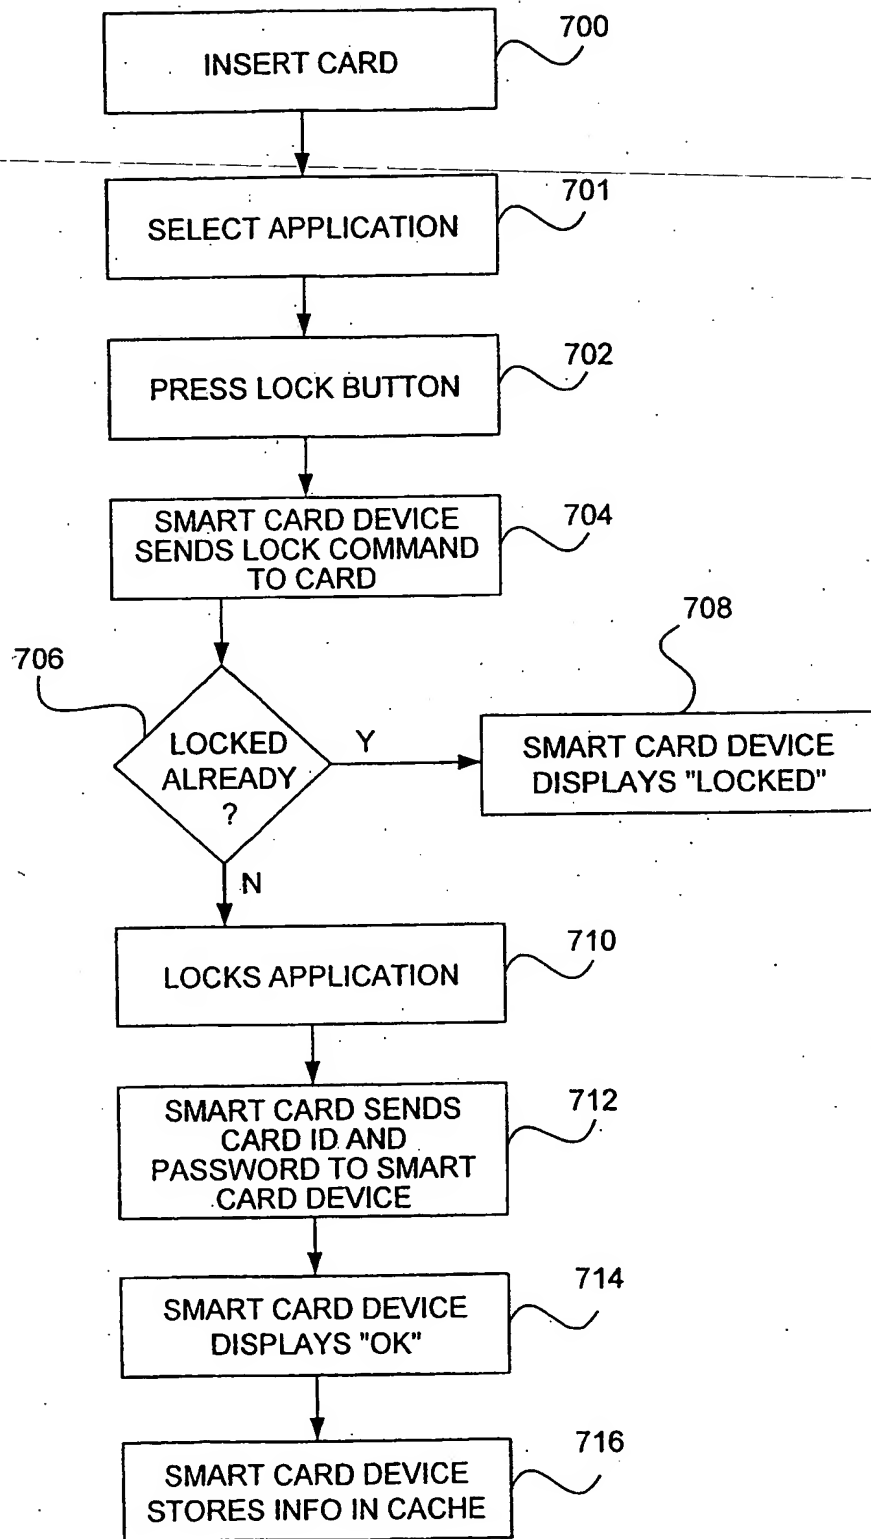 700
INSERT CARD
701
SELECT APPLICATION
702
PRESS LOCK BUTTON
704
SMART CARD DEVICE
SENDS LOCK COMMAND
TO CARD
706
708
LOCKED
ALREADY
?
Y
SMART CARD DEVICE
DISPLAYS "LOCKED"
N
710
LOCKS APPLICATION
712
SMART CARD SENDS
CARD ID AND
PASSWORD TO SMART
CARD DEVICE
714
SMART CARD DEVICE
DISPLAYS "OK"
716
SMART CARD DEVICE
STORES INFO IN CACHE